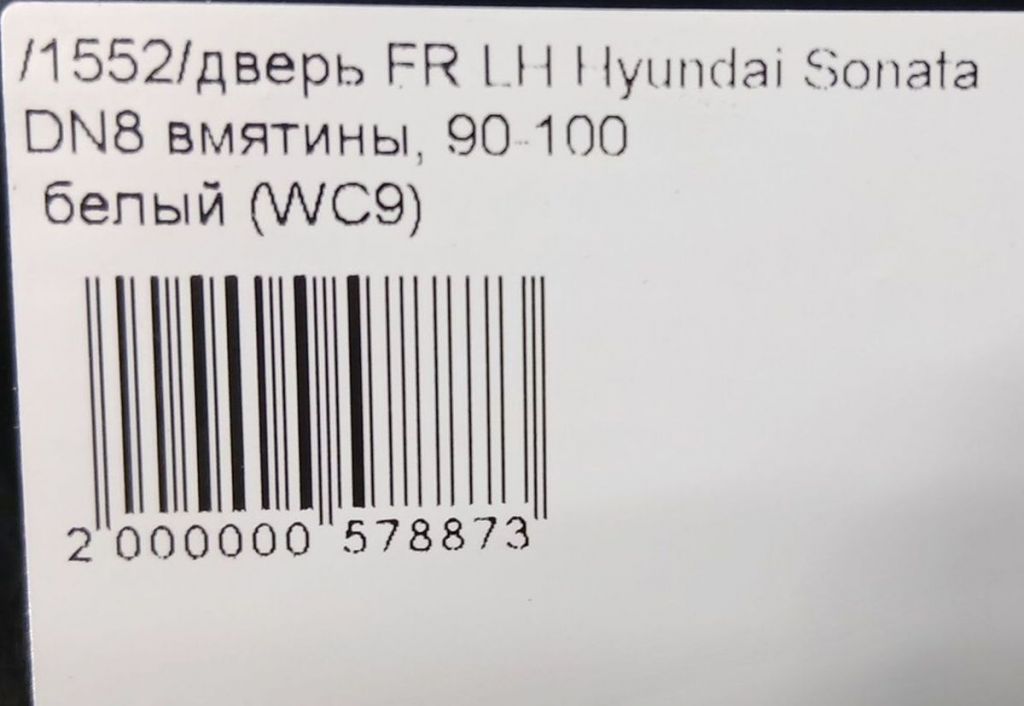 /1552/дверь FR LH Hyundai Sonata
DN8 вмятины, 90-100
белый (WC9)
2 000000 578873